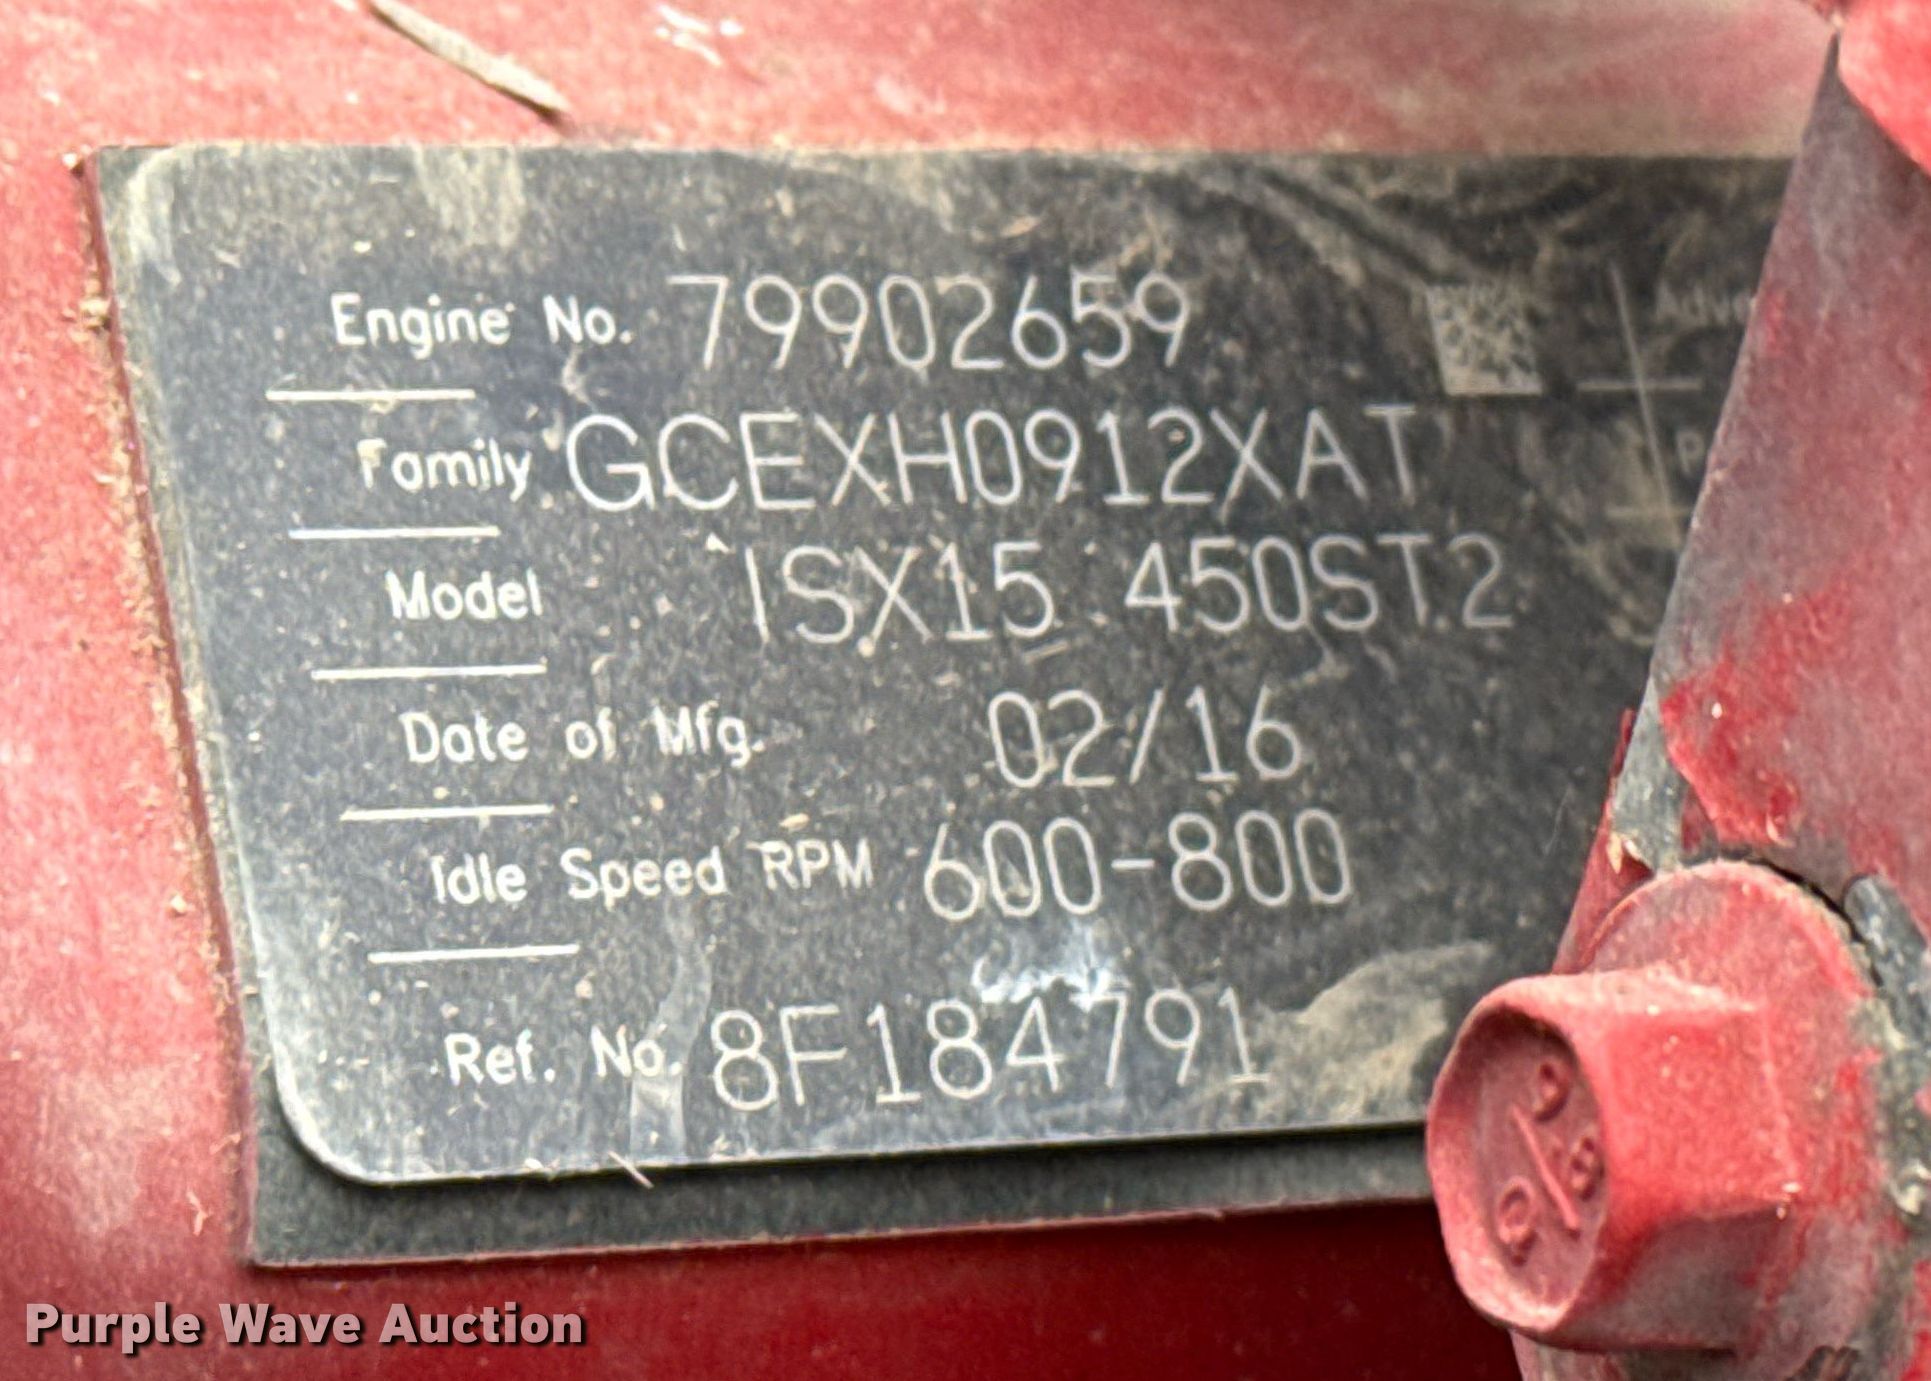 Engine No. 79902659
Family GCEXH0912XAT
Model ISX15 450ST2
Date of Mfg. 02/16
Idle Speed RPM 600-800
Ref. No. 8F184791
Purple Wave Auction